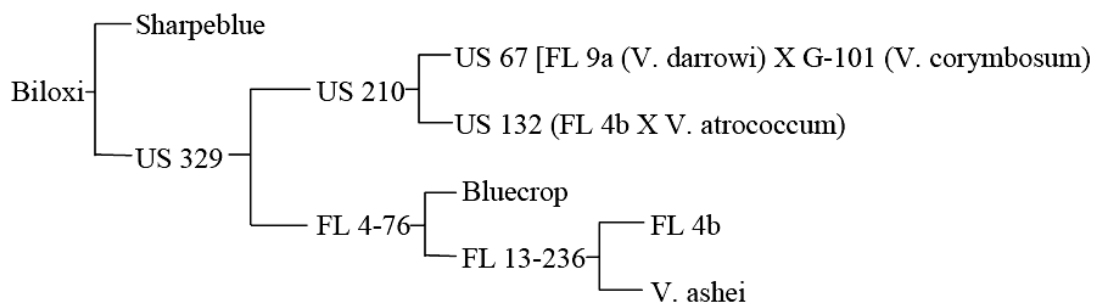 Sharpeblue
US 67 [FL 9a (V. darrowi) X G-101 (V. corymbosum)
Biloxi
US 210
US 132 (FL 4b X V. atrococcum)
US 329
Bluecrop
FL 4-76
FL 4b
FL 13-236
V. ashei